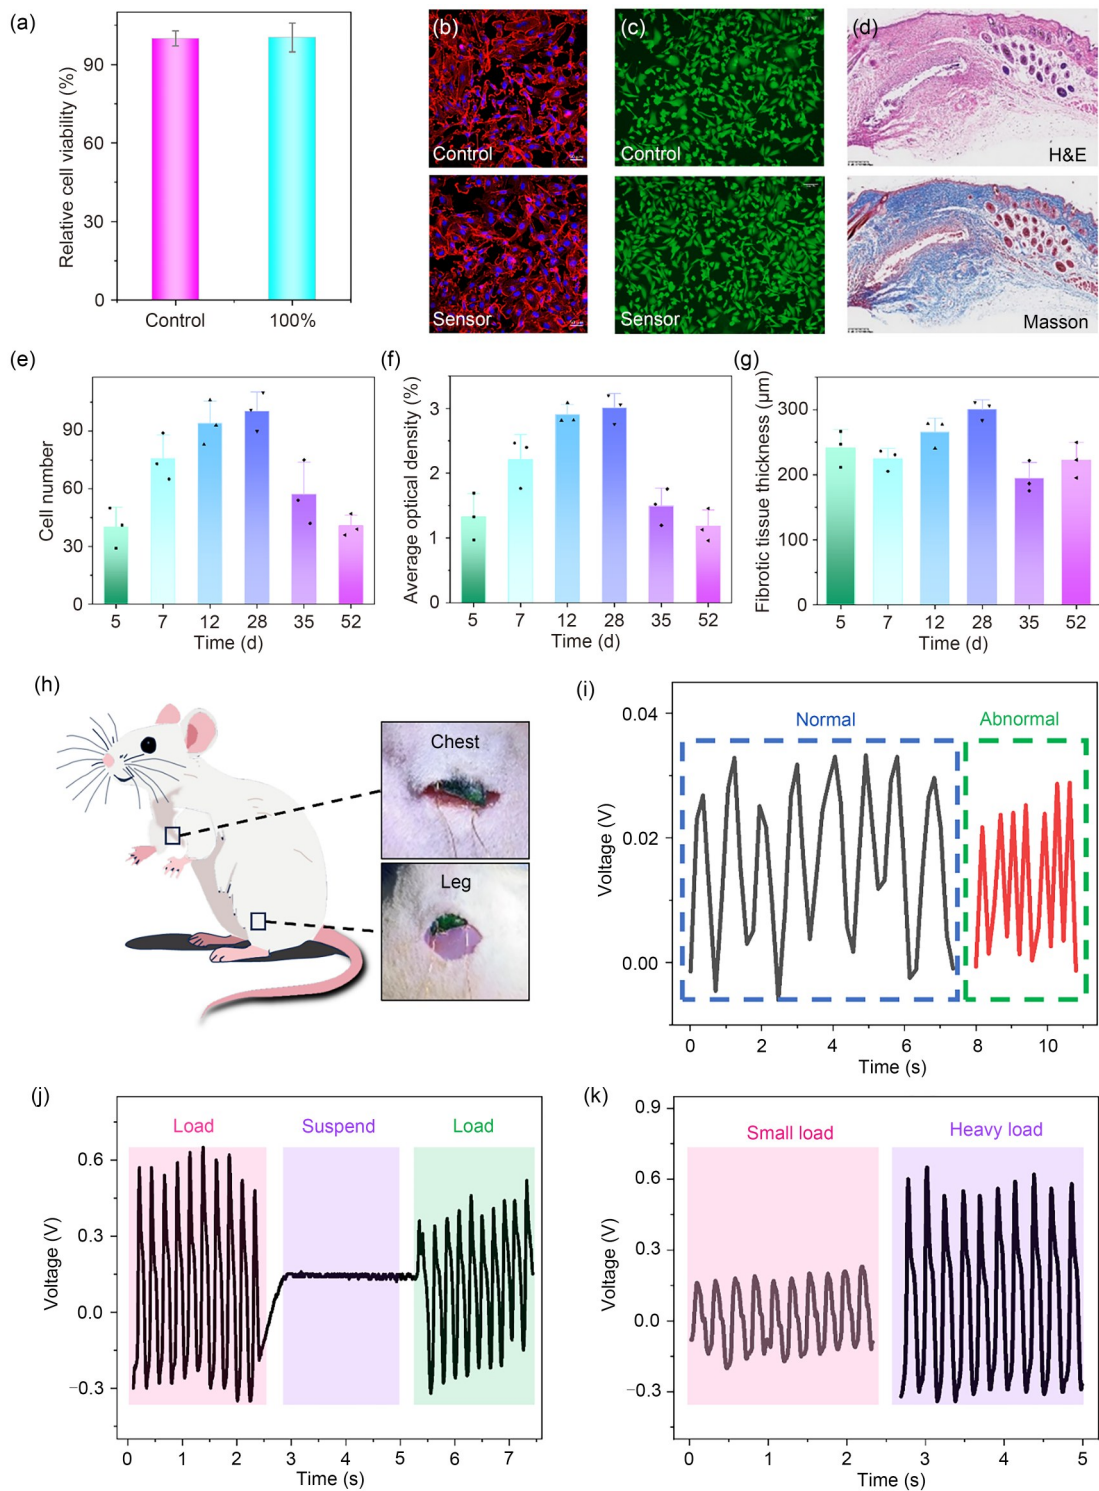 (a)
Relative cell viability (%)
90
60
30
0
Control
100%
(b)
Control
Sensor
(c)
Control
Sensor
(d)
H&E
Masson
(e)
Cell number
90
60
30
0
5 7 12 28 35 52
Time (d)
(f)
Average optical density (%)
3
2
1
0
5 7 12 28 35 52
Time (d)
(g)
Fibrotic tissue thickness (μm)
300
200
100
0
5 7 12 28 35 52
Time (d)
(h)
Chest
Leg
(i)
Voltage (V)
0.04
0.02
0.00
Normal
Abnormal
0 2 4 6 8 10
Time (s)
(j)
Voltage (V)
0.6
0.3
0.0
−0.3
Load
Suspend
Load
0 1 2 3 4 5 6 7
Time (s)
(k)
Voltage (V)
0.9
0.6
0.3
0.0
−0.3
Small load
Heavy load
0 1 2 3 4 5
Time (s)